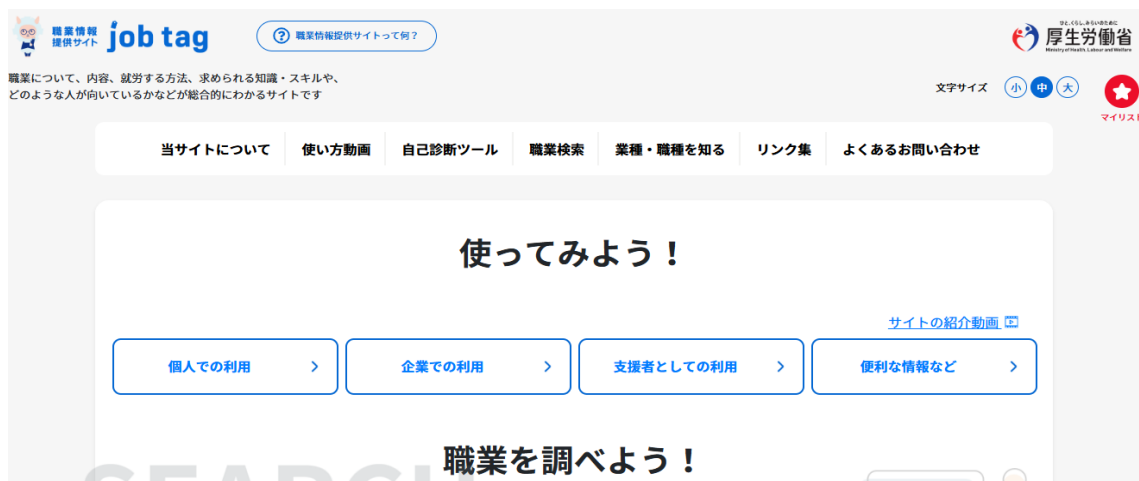 職業情報
提供サイト
job tag
? 職業情報提供サイトって何？
ひと、くらし、みらいのために
厚生労働省
Ministry of Health, Labour and Welfare
職業について、内容、就労する方法、求められる知識・スキルや、
どのような人が向いているかなどが総合的にわかるサイトです
文字サイズ 小 中 大
マイリスト
当サイトについて 使い方動画 自己診断ツール 職業検索 業種・職種を知る リンク集 よくあるお問い合わせ
使ってみよう！
サイトの紹介動画
個人での利用 企業での利用 支援者としての利用 便利な情報など
職業を調べよう！
SEARCH